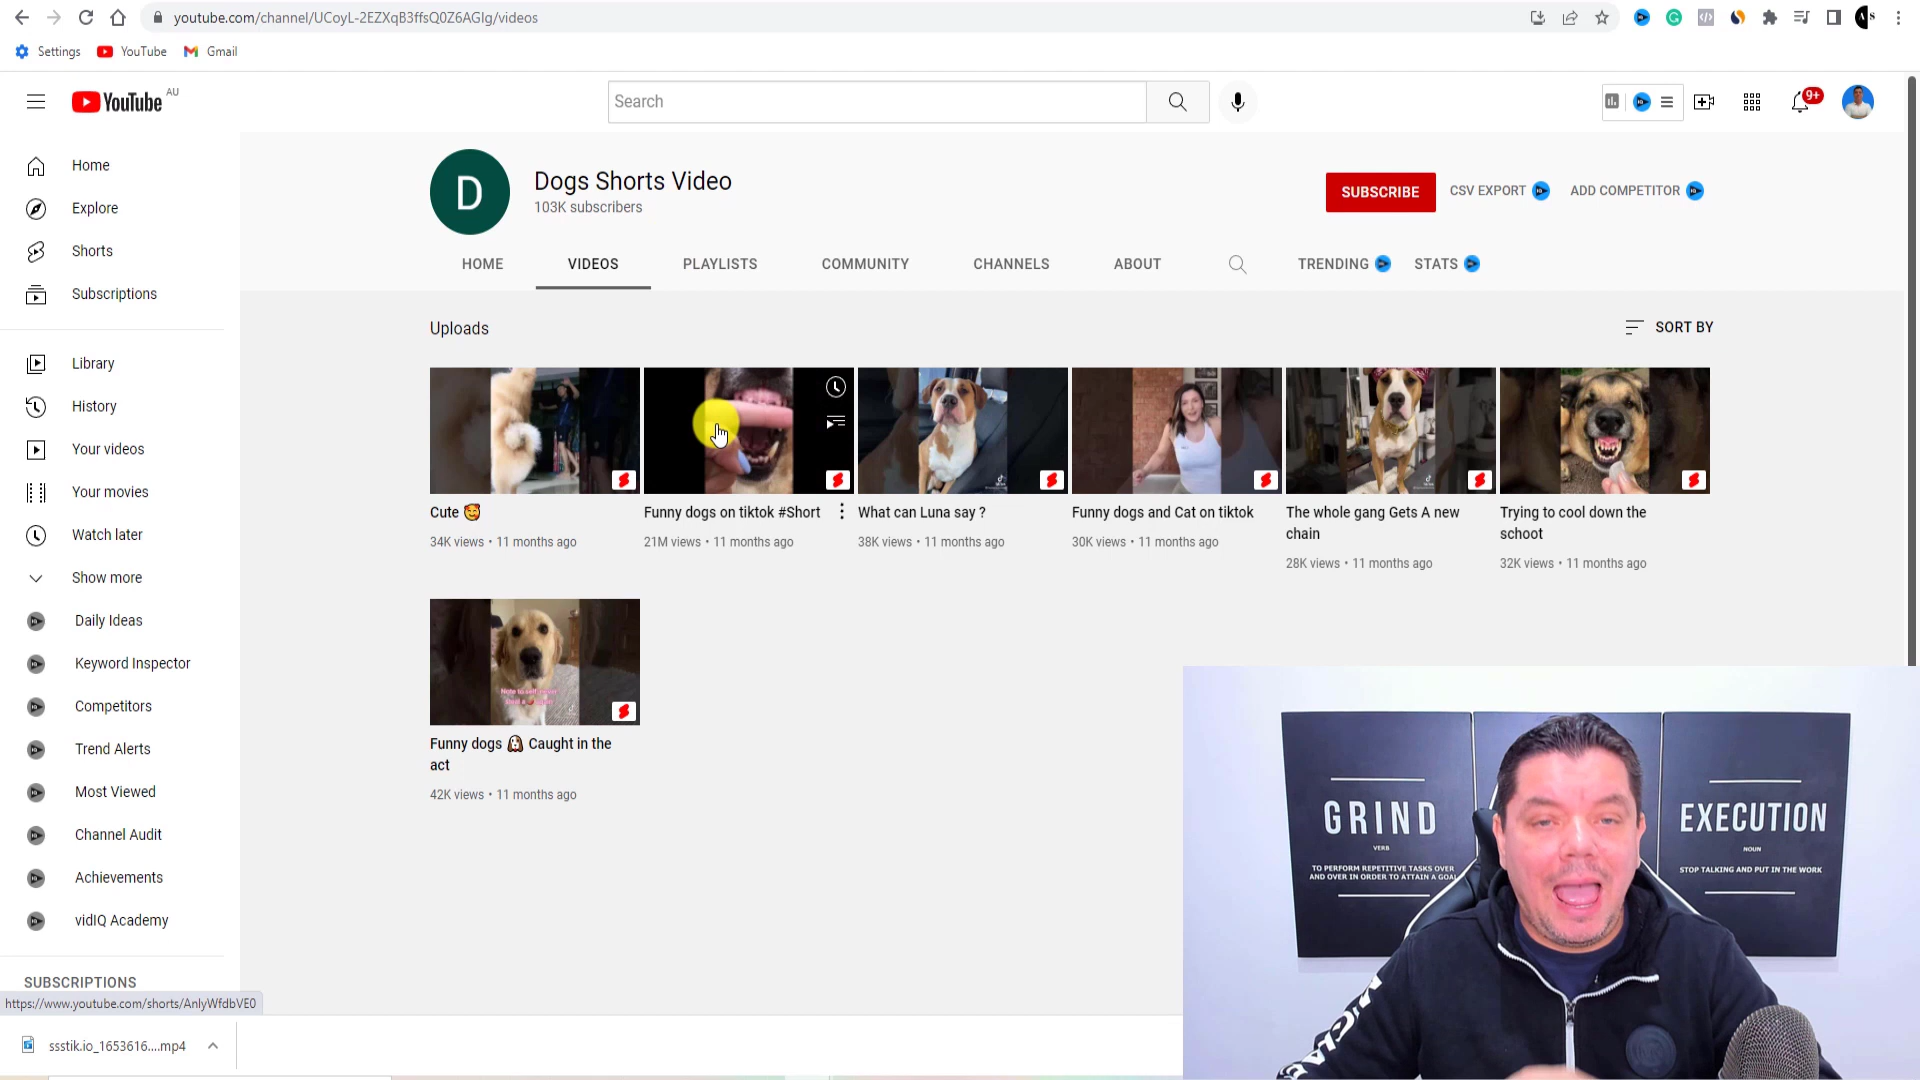 youtube.com/channel/UCoyL-2EZXqB3ffsQ0Z6AGIg/videos
Settings
YouTube
Gmail
YouTube AU
Search
9+
Home
Explore
Shorts
Subscriptions
Library
History
Your videos
Your movies
Watch later
Show more
Daily Ideas
Keyword Inspector
Competitors
Trend Alerts
Most Viewed
Channel Audit
Achievements
vidIQ Academy
SUBSCRIPTIONS
https://www.youtube.com/shorts/AnlyWfdbVE0
ssstik.io_1653616....mp4
D
Dogs Shorts Video
103K subscribers
SUBSCRIBE
CSV EXPORT
ADD COMPETITOR
HOME
VIDEOS
PLAYLISTS
COMMUNITY
CHANNELS
ABOUT
TRENDING
STATS
Uploads
SORT BY
Cute 🥰
34K views • 11 months ago
Funny dogs on tiktok #Short
21M views • 11 months ago
What can Luna say ?
38K views • 11 months ago
Funny dogs and Cat on tiktok
30K views • 11 months ago
The whole gang Gets A new
chain
28K views • 11 months ago
Trying to cool down the
schoot
32K views • 11 months ago
Funny dogs 🐶 Caught in the
act
42K views • 11 months ago
GRIND
VERB
TO PERFORM REPETITIVE TASKS OVER
AND OVER IN ORDER TO ATTAIN A GOAL
EXECUTION
NOUN
STOP TALKING AND PUT IN THE WORK